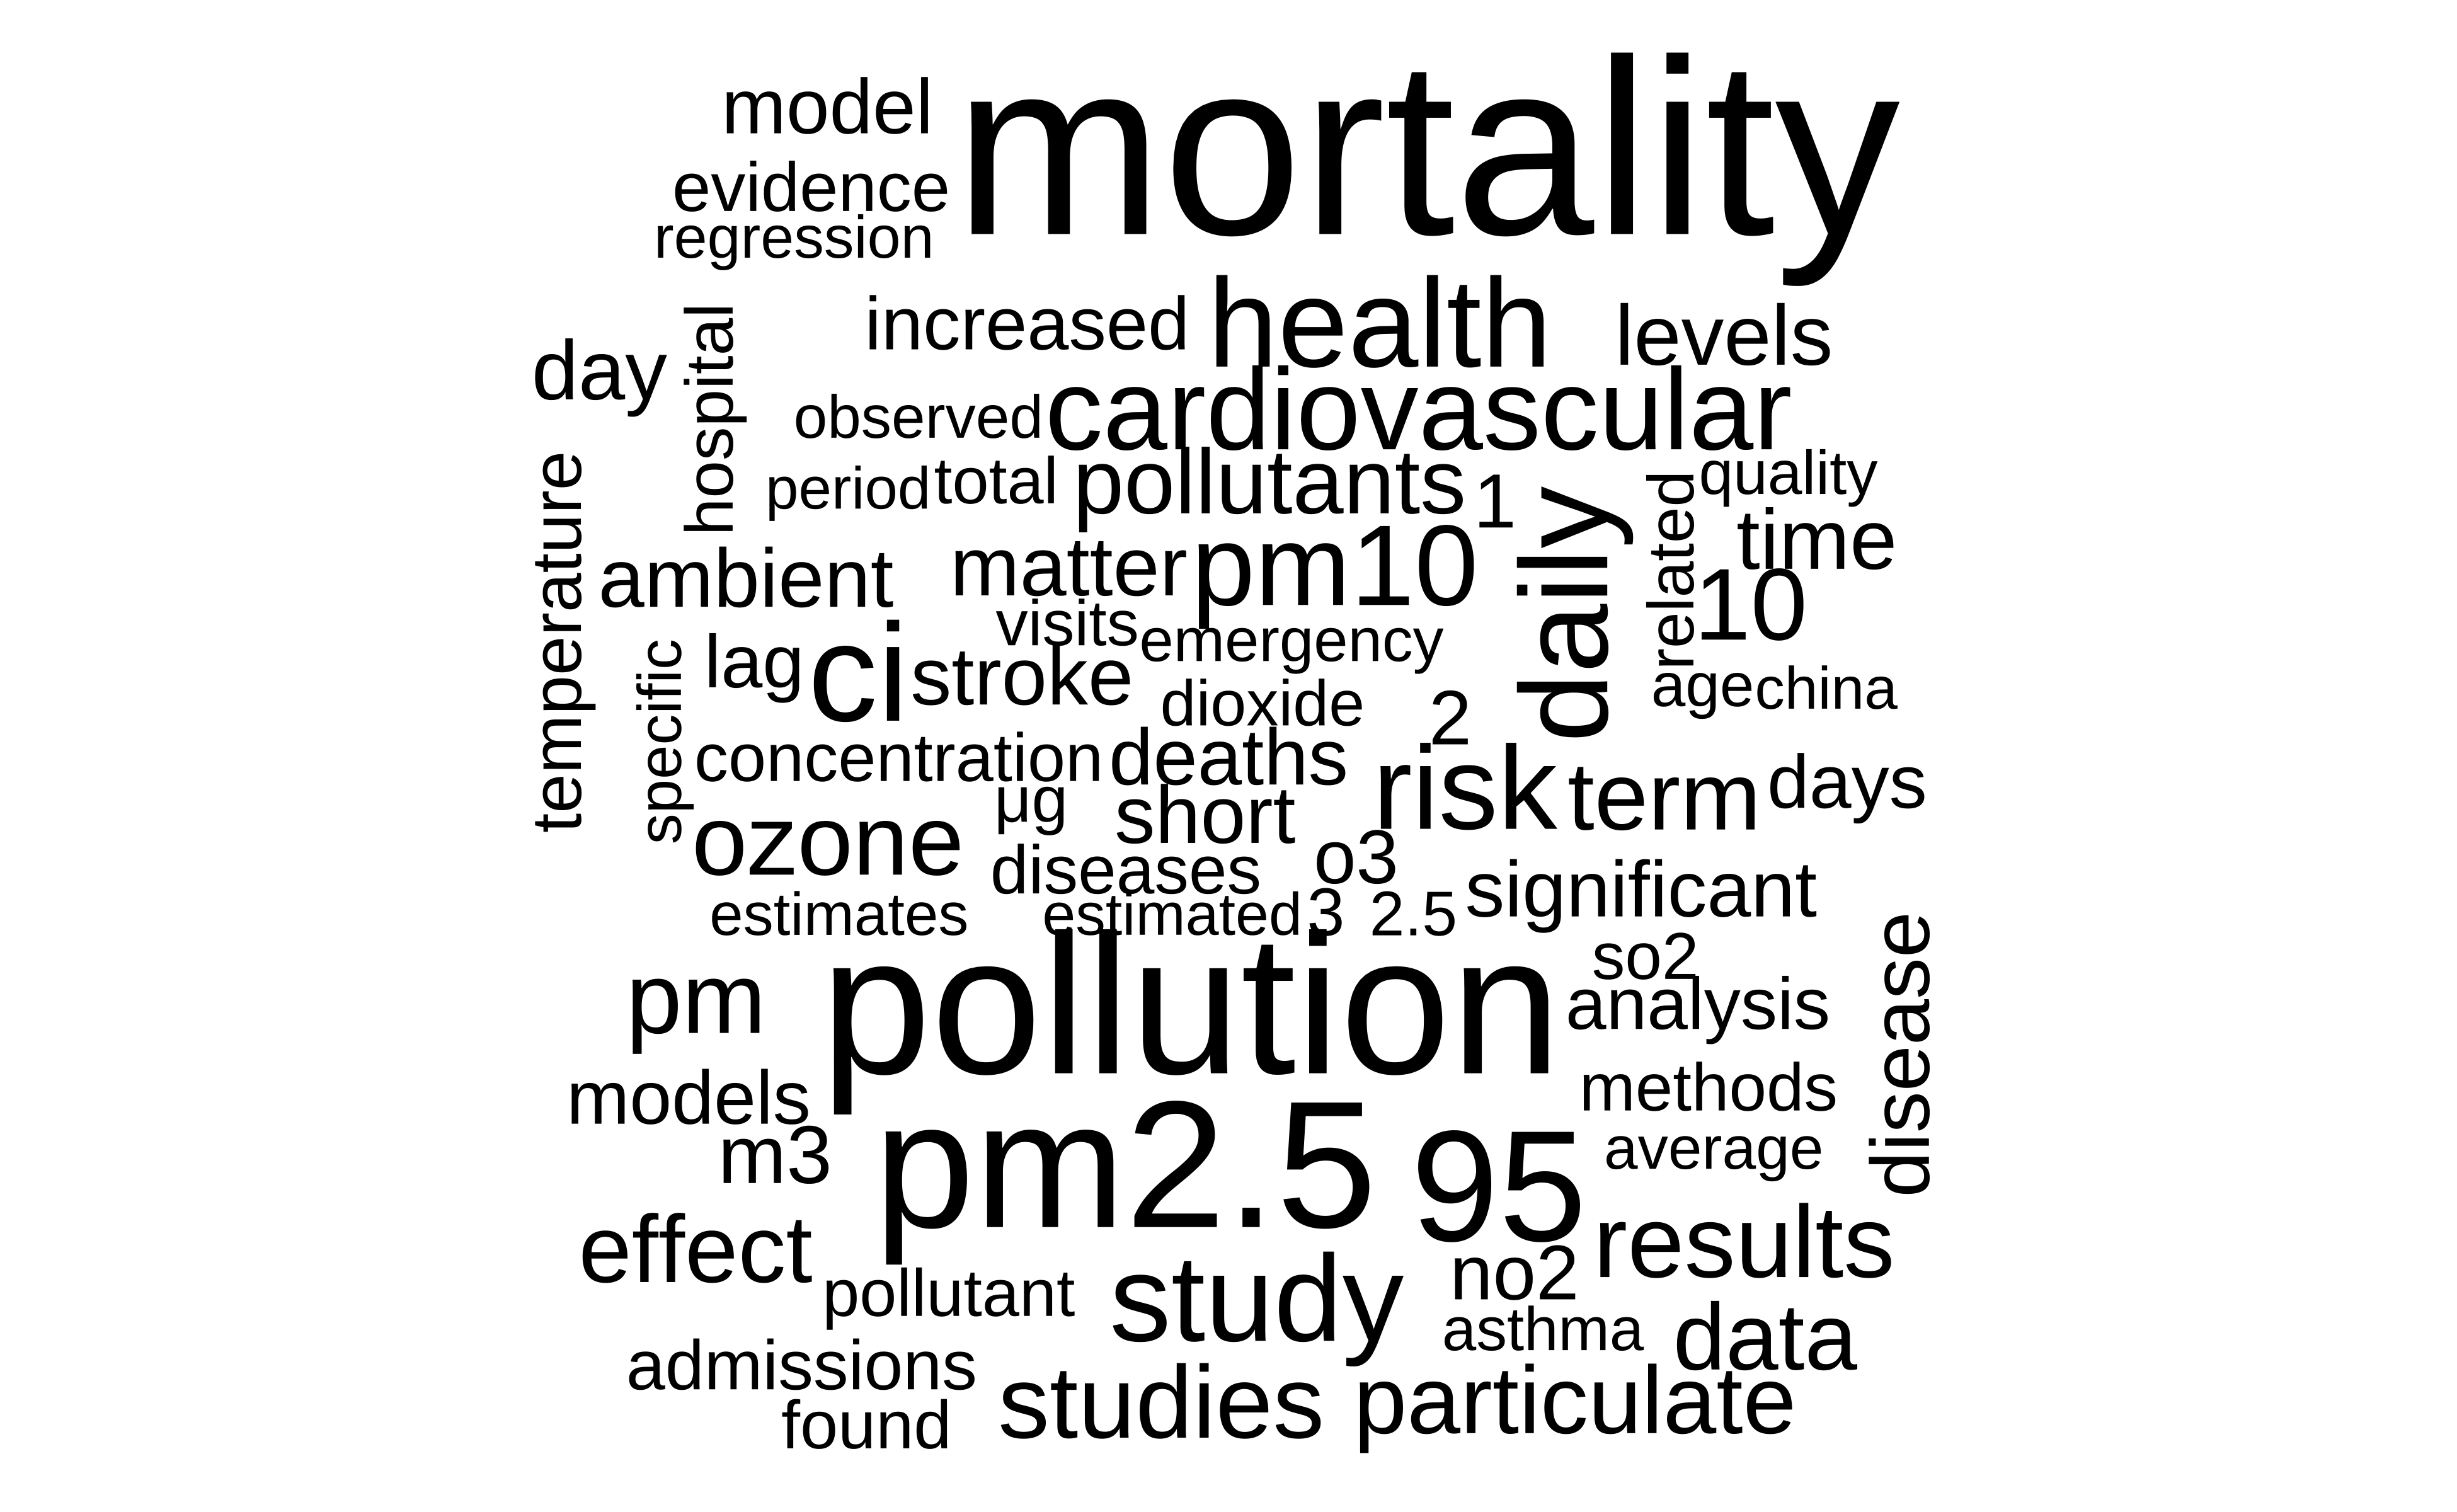 model
mortality
evidence
regression
increased
health
levels
day
hospital
observed
cardiovascular
period
total
pollutants
1
quality
temperature
daily
related
time
ambient
matter
pm10
10
visits
emergency
specific
lag
ci
stroke
age
china
dioxide
2
concentration
deaths
risk
term
days
µg
short
ozone
diseases
o3
significant
estimates
estimated
3
2.5
pm
pollution
so2
analysis
disease
models
methods
m3
pm2.5
95
average
effect
results
pollutant
study
no2
asthma
data
admissions
studies
particulate
found